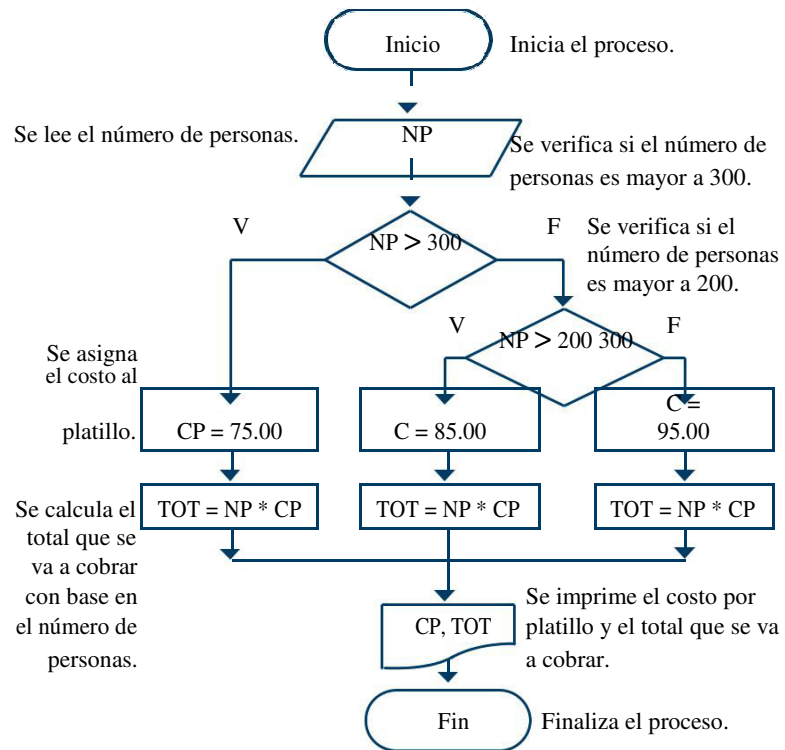 Inicio
Inicia el proceso.
Se lee el número de personas.
NP
Se verifica si el número de
personas es mayor a 300.
V
NP > 300
F
Se verifica si el
número de personas
es mayor a 200.
V
NP > 200 300
F
Se asigna
el costo al
platillo.
CP = 75.00
C = 85.00
C =
95.00
Se calcula el
total que se
va a cobrar
con base en
el número de
personas.
TOT = NP * CP
TOT = NP * CP
TOT = NP * CP
CP, TOT
Se imprime el costo por
platillo y el total que se va
a cobrar.
Fin
Finaliza el proceso.